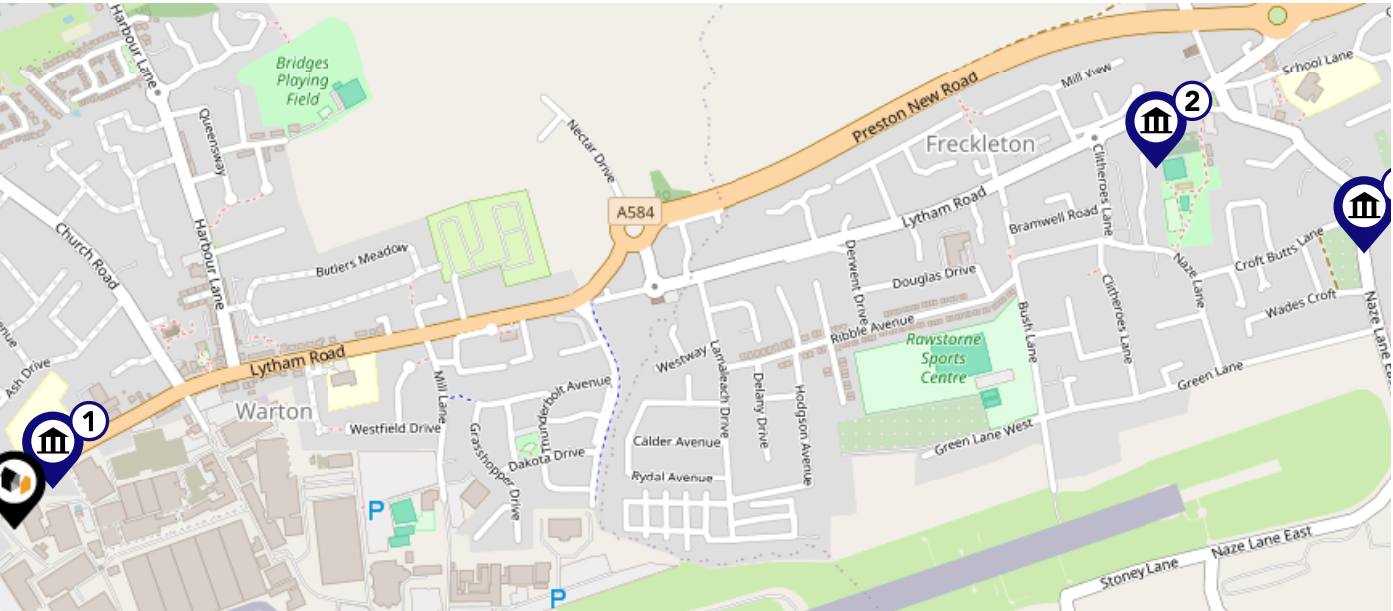 Harbour Lane
Bridges
Playing
Field
Queensway
Nectar Drive
Preston New Road
Mill View
School Lane
2
Freckleton
Clitheroes Lane
A584
Lytham Road
Bramwell Road
Church Road
Harbour Lane
Butlers Meadow
Derwent Drive
Douglas Drive
Naze Lane
Croft Butts Lane
Wades Croft
Clitheroes Lane
Ribble Avenue
Bush Lane
Rawstorne
Sports
Centre
Naze Lane Ea
Ash Drive
Lytham Road
Westway
Lamaleach Drive
Green Lane
Warton
Mill Lane
Thunderbolt Avenue
Delany Drive
Hodgson Avenue
1
Westfield Drive
Grasshopper Drive
Dakota Drive
Calder Avenue
Green Lane West
Rydal Avenue
P
Naze Lane East
Stoney Lane
P